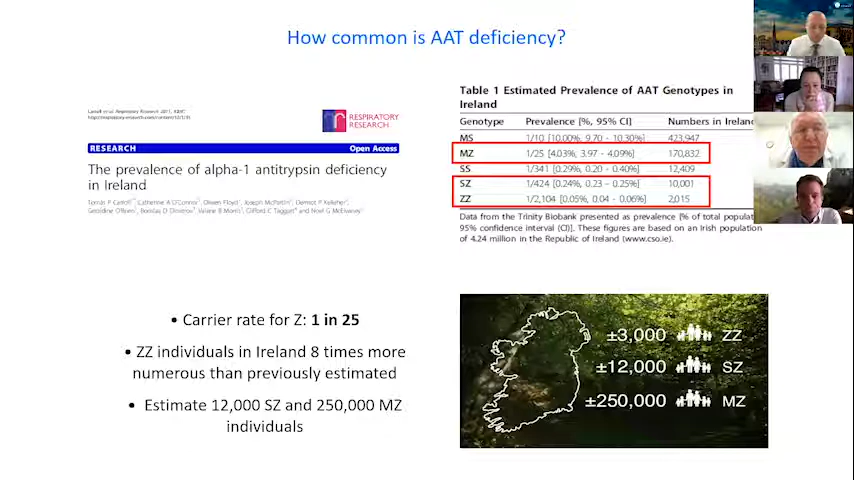 How common is AAT deficiency?
RESPIRATORY
RESEARCH
RESEARCH Open Access
The prevalence of alpha-1 antitrypsin deficiency
in Ireland
Table 1 Estimated Prevalence of AAT Genotypes in
Ireland
Genotype Prevalence [%, 95% CI] Numbers in Ireland
MS 1/10 [10.00%, 9.70 - 10.30%] 423,947
MZ 1/25 [4.03%, 3.97 - 4.09%] 170,832
SS 1/341 [0.29%, 0.20 - 0.40%] 12,409
SZ 1/424 [0.24%, 0.23 - 0.25%] 10,001
ZZ 1/2,104 [0.05%, 0.04 - 0.06%] 2,015
Data from the Trinity Biobank presented as prevalence [% of total populat
95% confidence interval (CI)]. These figures are based on an Irish population
of 4.24 million in the Republic of Ireland (www.cso.ie).
• Carrier rate for Z: 1 in 25
• ZZ individuals in Ireland 8 times more
numerous than previously estimated
• Estimate 12,000 SZ and 250,000 MZ
individuals
±3,000 ZZ
±12,000 SZ
±250,000 MZ